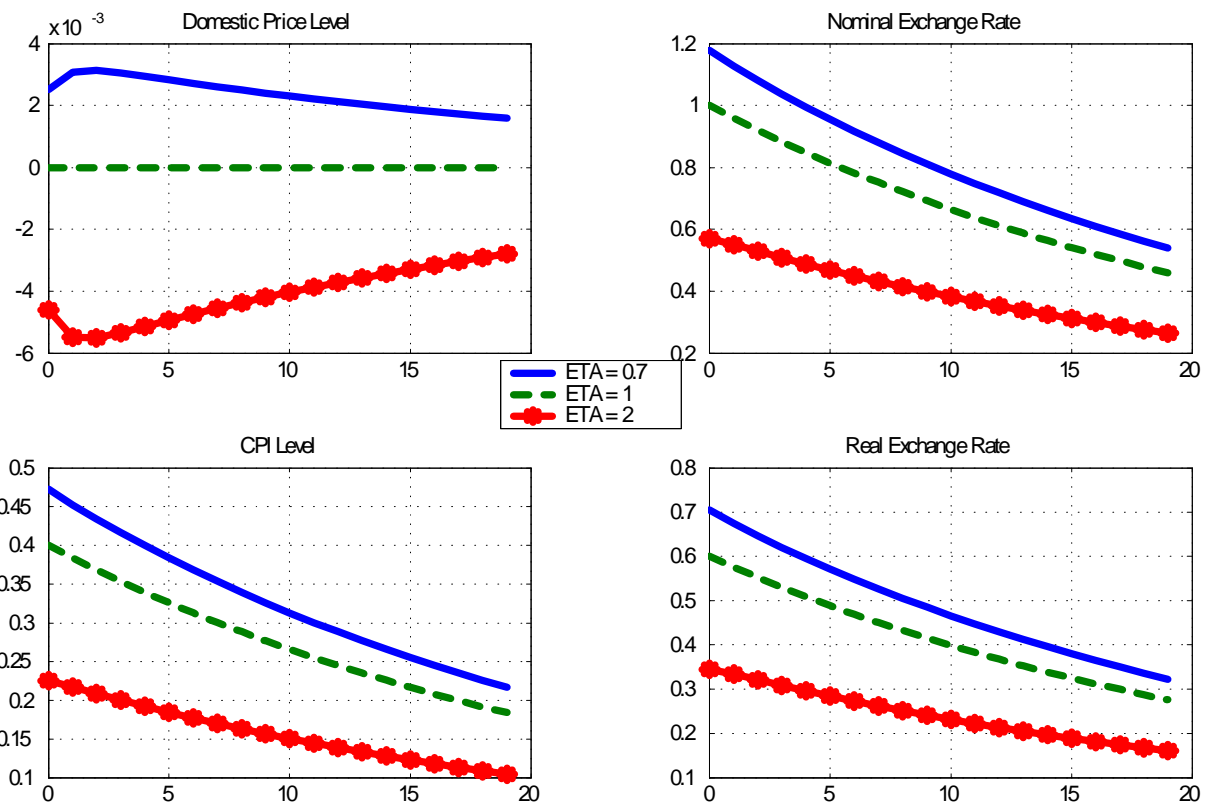 x 10 -3
Domestic Price Level
4
2
0
-2
-4
-6
0 5 10 15 20
Nominal Exchange Rate
1.2
1
0.8
0.6
0.4
0.2
0 5 10 15 20
ETA = 0.7
ETA = 1
ETA = 2
CPI Level
0.5
0.45
0.4
0.35
0.3
0.25
0.2
0.15
0.1
0 5 10 15 20
Real Exchange Rate
0.8
0.7
0.6
0.5
0.4
0.3
0.2
0.1
0 5 10 15 20